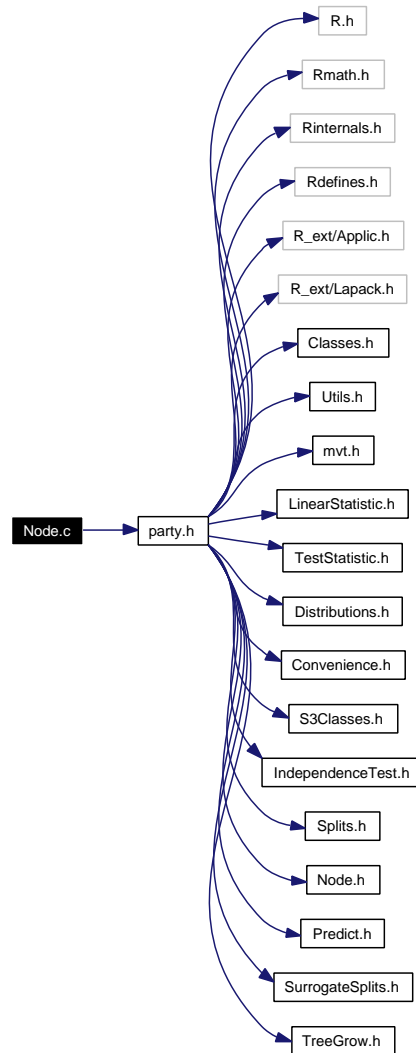 R.h
Rmath.h
Rinternals.h
Rdefines.h
R_ext/Applic.h
R_ext/Lapack.h
Classes.h
Utils.h
mvt.h
LinearStatistic.h
Node.c
party.h
TestStatistic.h
Distributions.h
Convenience.h
S3Classes.h
IndependenceTest.h
Splits.h
Node.h
Predict.h
SurrogateSplits.h
TreeGrow.h